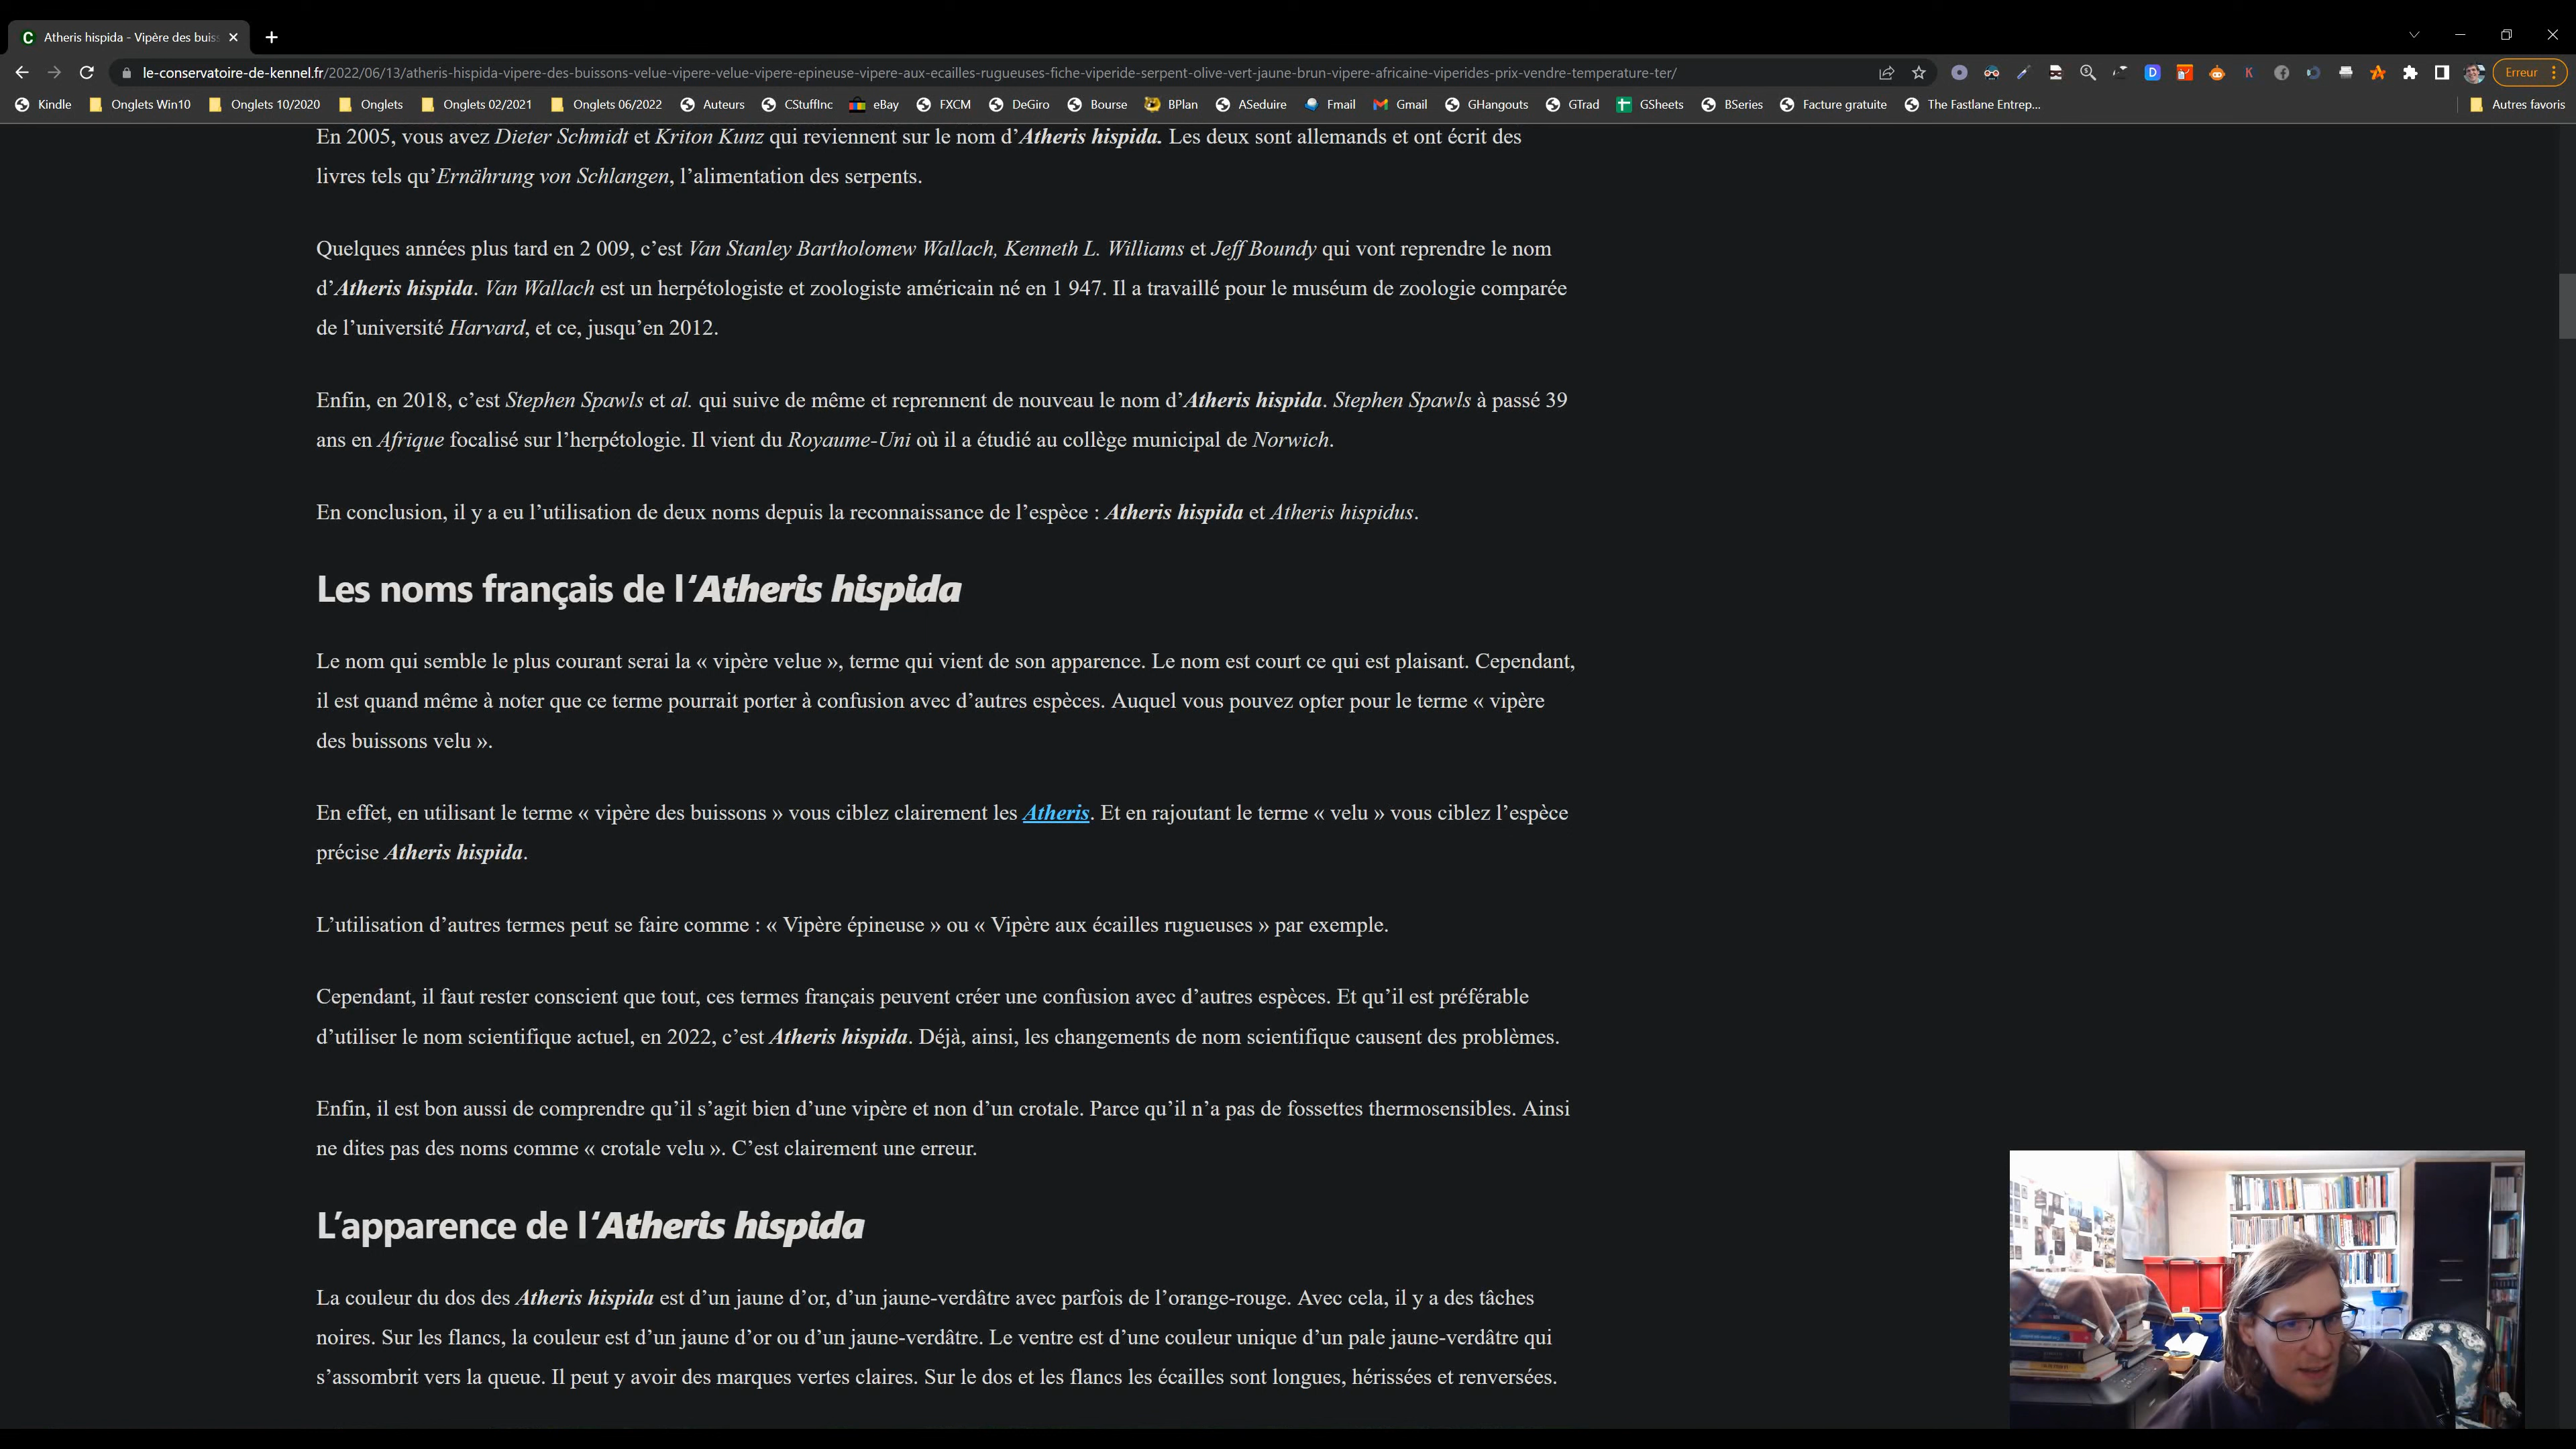 Atheris hispida - Vipère des buiss
le-conservatoire-de-kennel.fr/2022/06/13/atheris-hispida-vipere-des-buissons-velue-vipere-velue-vipere-epineuse-vipere-aux-ecailles-rugueuses-fiche-viperide-serpent-olive-vert-jaune-brun-vipere-africaine-viperides-prix-vendre-temperature-ter/
Erreur
Kindle Onglets Win10 Onglets 10/2020 Onglets Onglets 02/2021 Onglets 06/2022 Auteurs CStuffInc eBay FXCM DeGiro Bourse BPlan ASeduire Fmail Gmail GHangouts GTrad GSheets BSeries Facture gratuite The Fastlane Entrep... Autres favoris
En 2005, vous avez Dieter Schmidt et Kriton Kunz qui reviennent sur le nom d’Atheris hispida. Les deux sont allemands et ont écrit des
livres tels qu’Ernährung von Schlangen, l’alimentation des serpents.
Quelques années plus tard en 2 009, c’est Van Stanley Bartholomew Wallach, Kenneth L. Williams et Jeff Boundy qui vont reprendre le nom
d’Atheris hispida. Van Wallach est un herpétologiste et zoologiste américain né en 1 947. Il a travaillé pour le muséum de zoologie comparée
de l’université Harvard, et ce, jusqu’en 2012.
Enfin, en 2018, c’est Stephen Spawls et al. qui suive de même et reprennent de nouveau le nom d’Atheris hispida. Stephen Spawls à passé 39
ans en Afrique focalisé sur l’herpétologie. Il vient du Royaume-Uni où il a étudié au collège municipal de Norwich.
En conclusion, il y a eu l’utilisation de deux noms depuis la reconnaissance de l’espèce : Atheris hispida et Atheris hispidus.
Les noms français de l‘Atheris hispida
Le nom qui semble le plus courant serai la « vipère velue », terme qui vient de son apparence. Le nom est court ce qui est plaisant. Cependant,
il est quand même à noter que ce terme pourrait porter à confusion avec d’autres espèces. Auquel vous pouvez opter pour le terme « vipère
des buissons velu ».
En effet, en utilisant le terme « vipère des buissons » vous ciblez clairement les Atheris. Et en rajoutant le terme « velu » vous ciblez l’espèce
précise Atheris hispida.
L’utilisation d’autres termes peut se faire comme : « Vipère épineuse » ou « Vipère aux écailles rugueuses » par exemple.
Cependant, il faut rester conscient que tout, ces termes français peuvent créer une confusion avec d’autres espèces. Et qu’il est préférable
d’utiliser le nom scientifique actuel, en 2022, c’est Atheris hispida. Déjà, ainsi, les changements de nom scientifique causent des problèmes.
Enfin, il est bon aussi de comprendre qu’il s’agit bien d’une vipère et non d’un crotale. Parce qu’il n’a pas de fossettes thermosensibles. Ainsi
ne dites pas des noms comme « crotale velu ». C’est clairement une erreur.
L’apparence de l‘Atheris hispida
La couleur du dos des Atheris hispida est d’un jaune d’or, d’un jaune-verdâtre avec parfois de l’orange-rouge. Avec cela, il y a des tâches
noires. Sur les flancs, la couleur est d’un jaune d’or ou d’un jaune-verdâtre. Le ventre est d’une couleur unique d’un pale jaune-verdâtre qui
s’assombrit vers la queue. Il peut y avoir des marques vertes claires. Sur le dos et les flancs les écailles sont longues, hérissées et renversées.